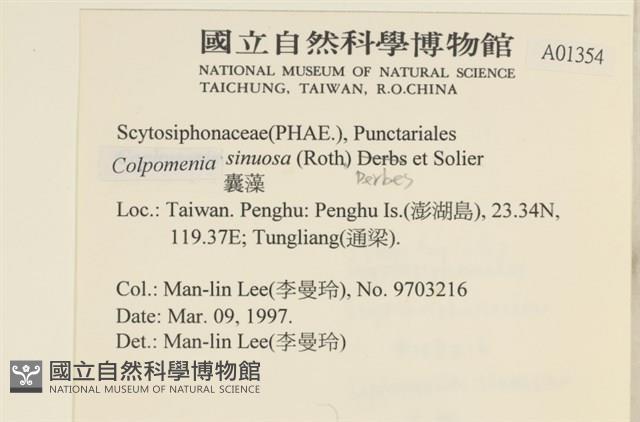 國立自然科學博物館
A01354
NATIONAL MUSEUM OF NATURAL SCIENCE
TAICHUNG, TAIWAN, R.O.CHINA
Scytosiphonaceae(PHAE.), Punctariales
Colpomenia sinuosa (Roth) Derbs et Solier
Derbes
囊藻
Loc.: Taiwan. Penghu: Penghu Is.(澎湖島), 23.34N,
119.37E; Tungliang(通梁).
Col.: Man-lin Lee(李曼玲), No. 9703216
Date: Mar. 09, 1997.
Det.: Man-lin Lee(李曼玲)
國立自然科學博物館
NATIONAL MUSEUM OF NATURAL SCIENCE